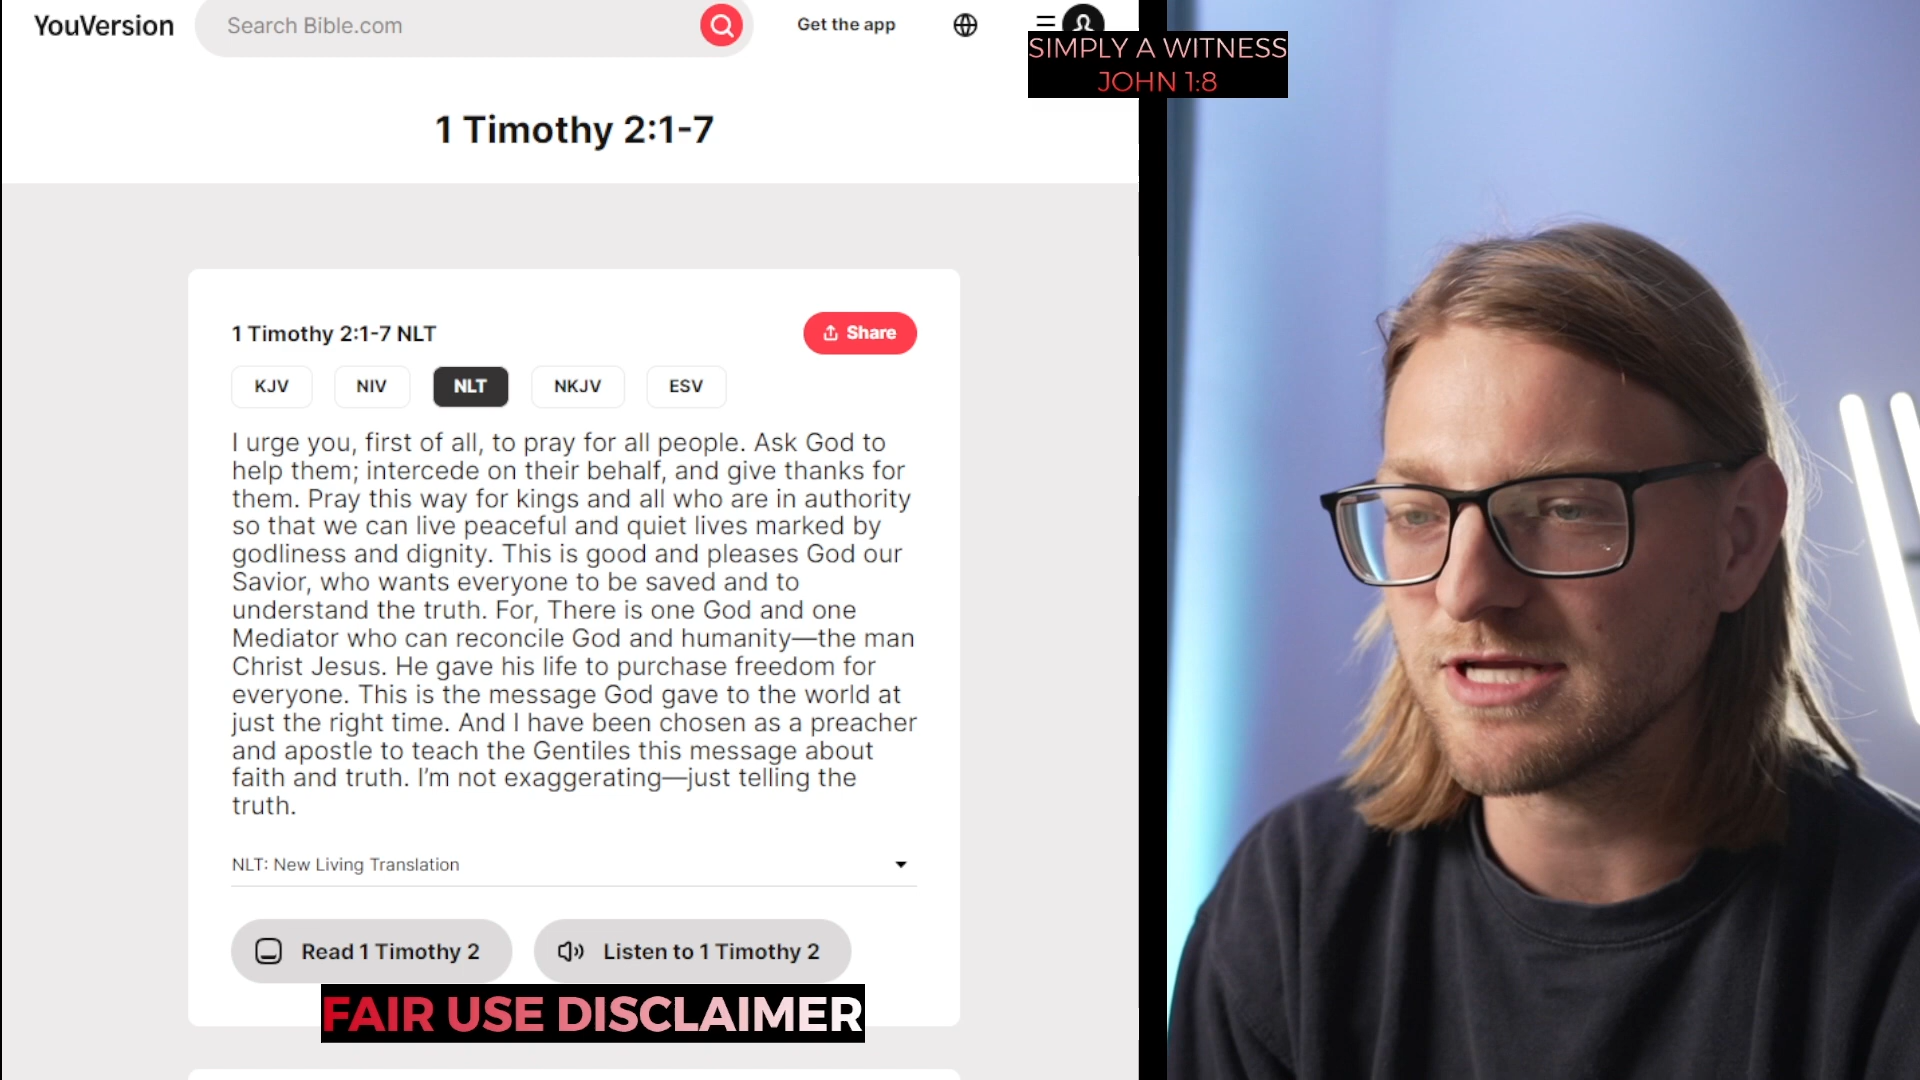 YouVersion
Search Bible.com
Get the app
SIMPLY A WITNESS
JOHN 1:8
1 Timothy 2:1-7
1 Timothy 2:1-7 NLT
Share
KJV NIV NLT NKJV ESV
I urge you, first of all, to pray for all people. Ask God to
help them; intercede on their behalf, and give thanks for
them. Pray this way for kings and all who are in authority
so that we can live peaceful and quiet lives marked by
godliness and dignity. This is good and pleases God our
Savior, who wants everyone to be saved and to
understand the truth. For, There is one God and one
Mediator who can reconcile God and humanity—the man
Christ Jesus. He gave his life to purchase freedom for
everyone. This is the message God gave to the world at
just the right time. And I have been chosen as a preacher
and apostle to teach the Gentiles this message about
faith and truth. I’m not exaggerating—just telling the
truth.
NLT: New Living Translation
Read 1 Timothy 2
Listen to 1 Timothy 2
FAIR USE DISCLAIMER